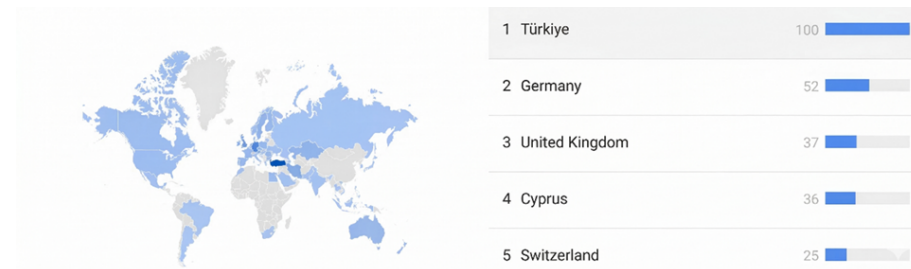 1 Türkiye 100
2 Germany 52
3 United Kingdom 37
4 Cyprus 36
5 Switzerland 25